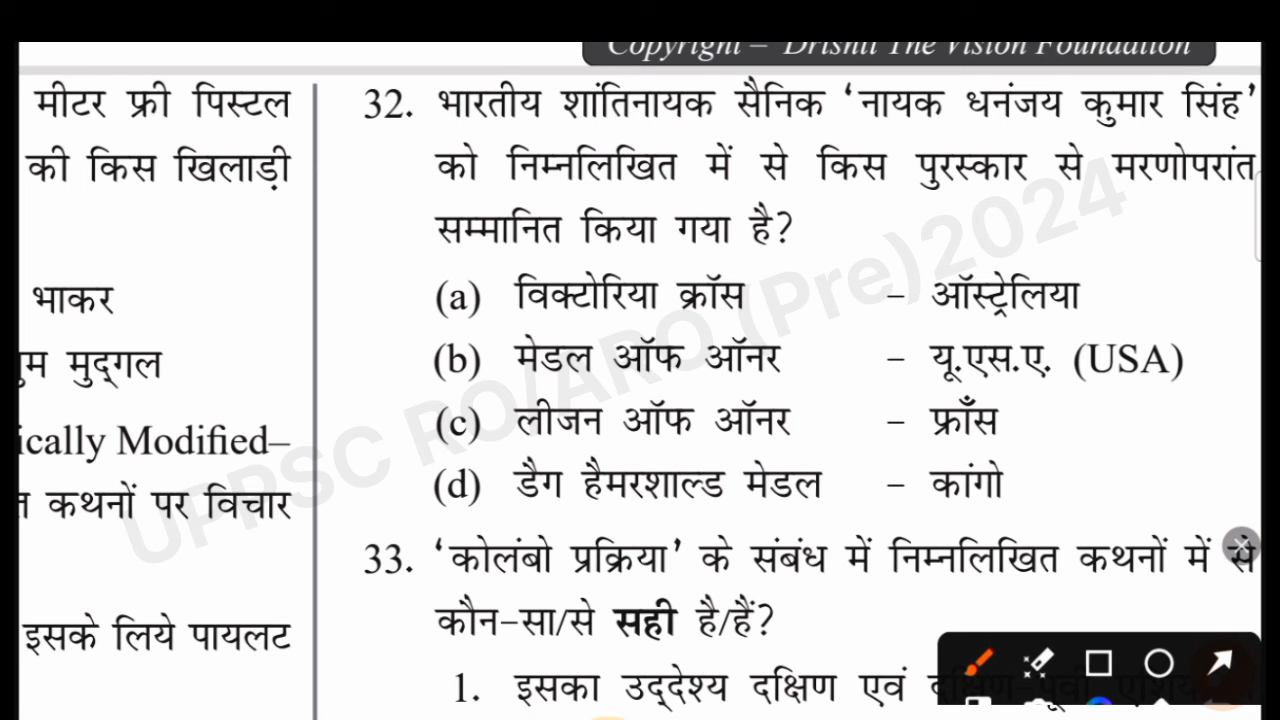 Copyright – Drishti The Vision Foundation
मीटर फ्री पिस्टल
की किस खिलाड़ी
भाकर
मुद्गल
ically Modified–
कथनों पर विचार
इसके लिये पायलट
32. भारतीय शांतिनायक सैनिक ‘नायक धनंजय कुमार सिंह’
को निम्नलिखित में से किस पुरस्कार से मरणोपरांत
सम्मानित किया गया है?
(a) विक्टोरिया क्रॉस – ऑस्ट्रेलिया
(b) मेडल ऑफ ऑनर – यू.एस.ए. (USA)
(c) लीजन ऑफ ऑनर – फ्राँस
(d) डैग हैमरशाल्ड मेडल – कांगो
33. ‘कोलंबो प्रक्रिया’ के संबंध में निम्नलिखित कथनों में से
कौन-सा/से सही है/हैं?
1. इसका उद्देश्य दक्षिण एवं दक्षिण-पूर्वी
UPPSC RO/ARO (Pre) 2024